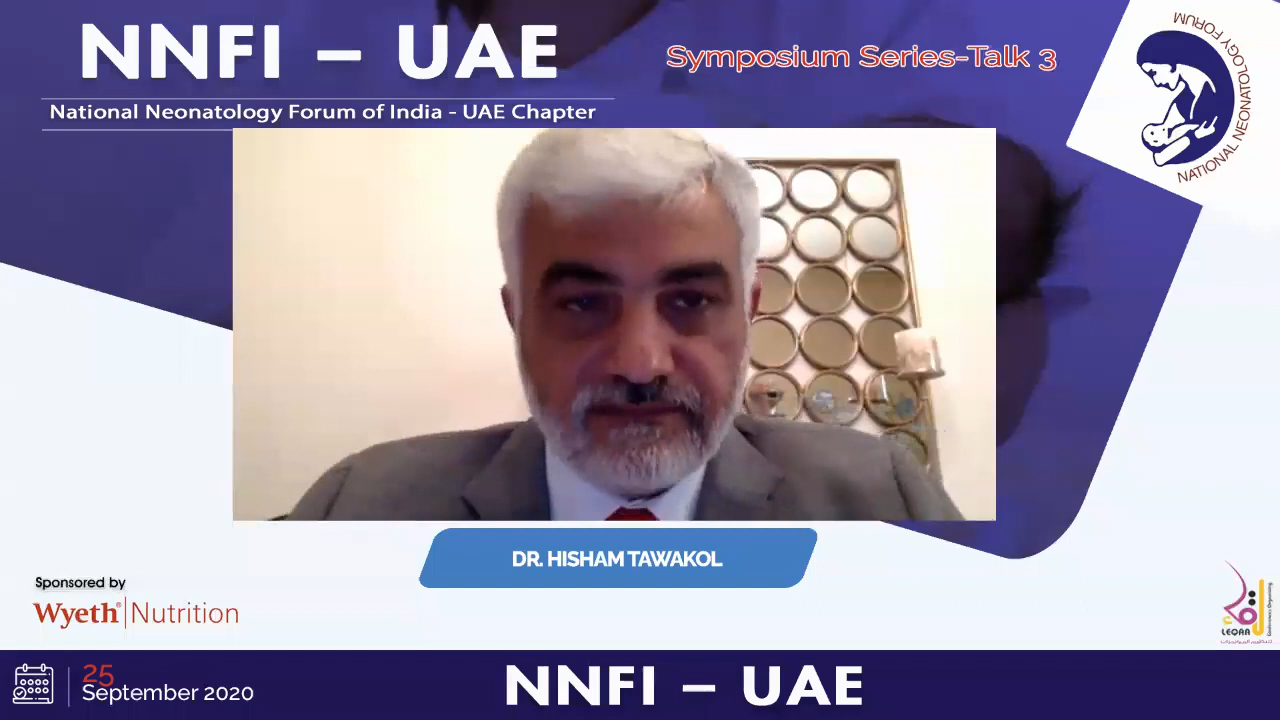 NNFI – UAE
Symposium Series-Talk 3
National Neonatology Forum of India - UAE Chapter
NATIONAL NEONATOLOGY FORUM
DR. HISHAM TAWAKOL
Sponsored by
Wyeth® Nutrition
LEQAA
25
September 2020
NNFI – UAE